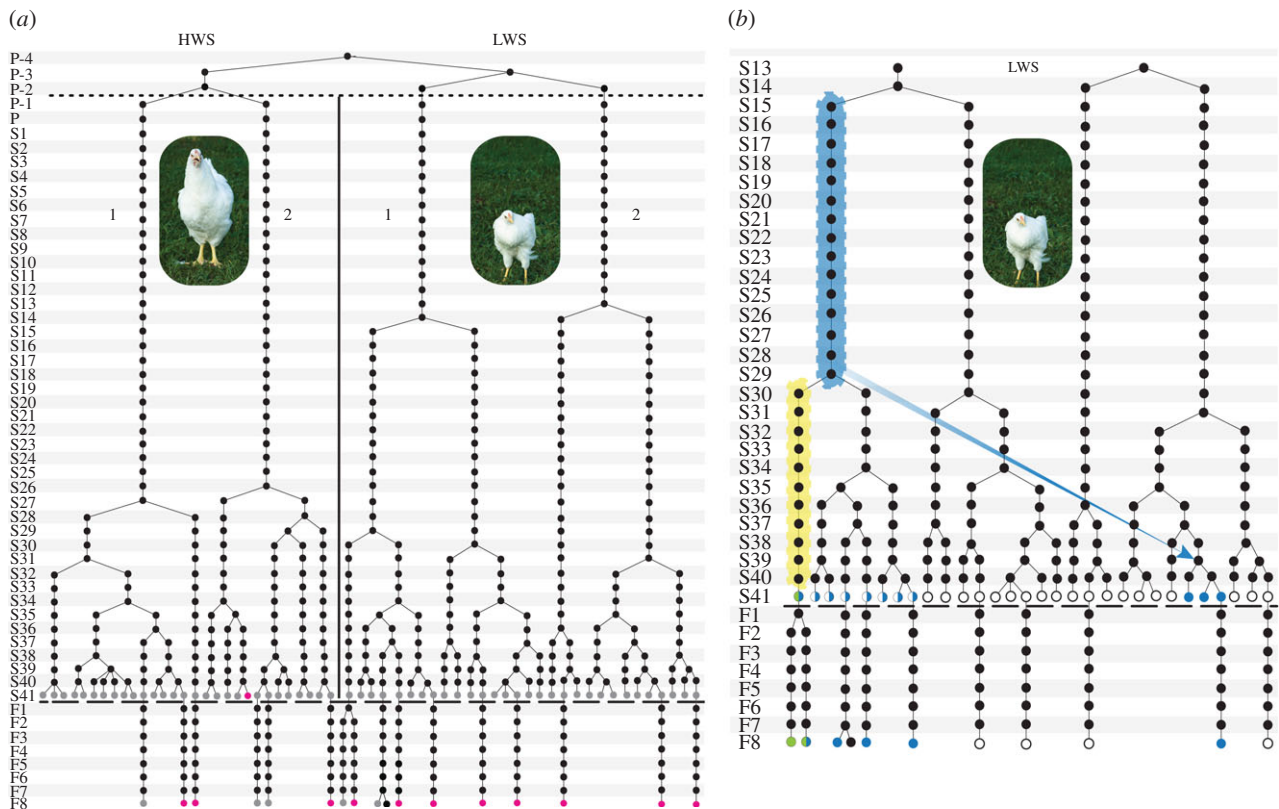 (a)
HWS LWS
P-4
P-3
P-2
P-1
P
S1
S2
S3
S4
S5
S6
1 2 1 2
S7
S8
S9
S10
S11
S12
S13
S14
S15
S16
S17
S18
S19
S20
S21
S22
S23
S24
S25
S26
S27
S28
S29
S30
S31
S32
S33
S34
S35
S36
S37
S38
S39
S40
S41
F1
F2
F3
F4
F5
F6
F7
F8
(b)
S13 LWS
S14
S15
S16
S17
S18
S19
S20
S21
S22
S23
S24
S25
S26
S27
S28
S29
S30
S31
S32
S33
S34
S35
S36
S37
S38
S39
S40
S41
F1
F2
F3
F4
F5
F6
F7
F8